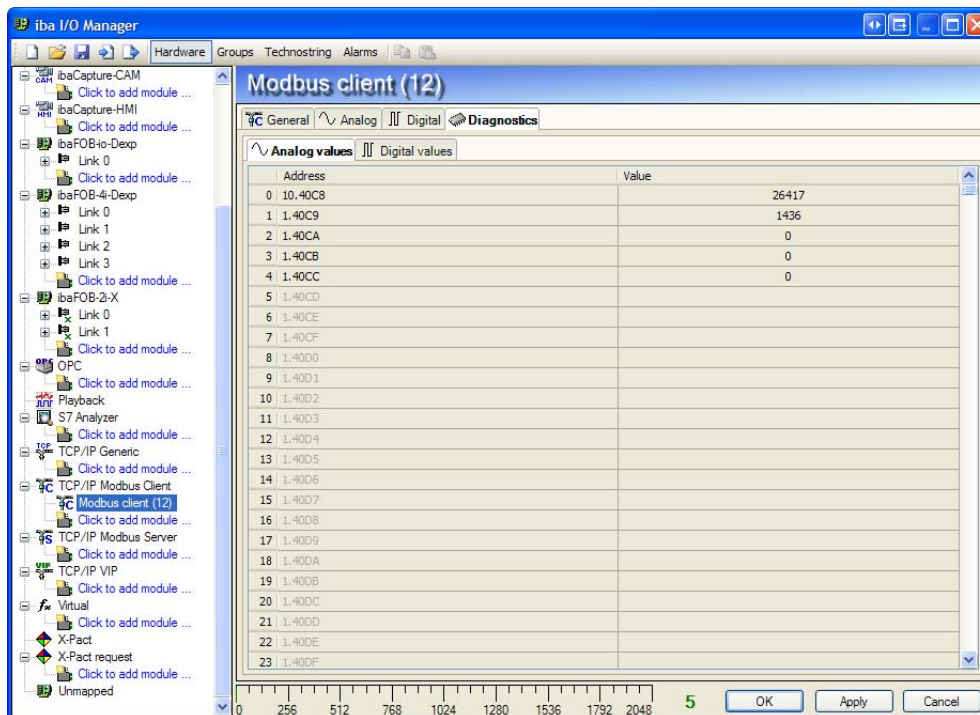 iba I/O Manager
Hardware Groups Technostring Alarms
ibaCapture-CAM
Click to add module ...
ibaCapture-HMI
Click to add module ...
ibaFOB-io-Dexp
Link 0
Click to add module ...
ibaFOB-4i-Dexp
Link 0
Link 1
Link 2
Link 3
Click to add module ...
ibaFOB-2i-X
Link 0
Link 1
Click to add module ...
OPC
Click to add module ...
Playback
S7 Analyzer
Click to add module ...
TCP/IP Generic
Click to add module ...
TCP/IP Modbus Client
Modbus client (12)
Click to add module ...
TCP/IP Modbus Server
Click to add module ...
TCP/IP VIP
Click to add module ...
Virtual
Click to add module ...
X-Pact
X-Pact request
Click to add module ...
Unmapped
Modbus client (12)
General Analog Digital Diagnostics
Analog values Digital values
Address Value
0 10.40C8 26417
1 1.40C9 1436
2 1.40CA 0
3 1.40CB 0
4 1.40CC 0
5 1.40CD
6 1.40CE
7 1.40CF
8 1.40D0
9 1.40D1
10 1.40D2
11 1.40D3
12 1.40D4
13 1.40D5
14 1.40D6
15 1.40D7
16 1.40D8
17 1.40D9
18 1.40DA
19 1.40DB
20 1.40DC
21 1.40DD
22 1.40DE
23 1.40DF
0 256 512 768 1024 1280 1536 1792 2048
5 OK Apply Cancel